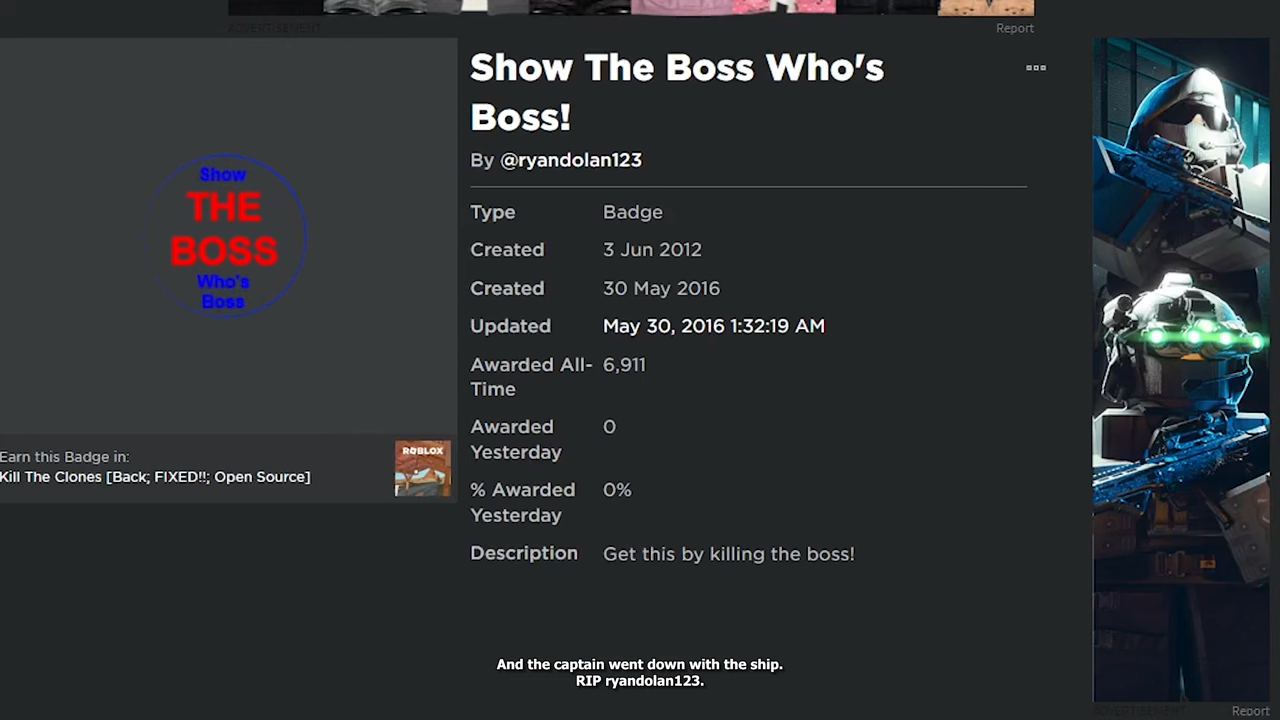 ADVERTISEMENT
Report
Show The Boss Who's
Boss!
By @ryandolan123
Show
THE
BOSS
Who's
Boss
Type Badge
Created 3 Jun 2012
Created 30 May 2016
Updated May 30, 2016 1:32:19 AM
Awarded All- 6,911
Time
Awarded 0
Yesterday
% Awarded 0%
Yesterday
Description Get this by killing the boss!
Earn this Badge in:
Kill The Clones [Back; FIXED!!; Open Source]
ROBLOX
And the captain went down with the ship.
RIP ryandolan123.
ADVERTISEMENT
Report